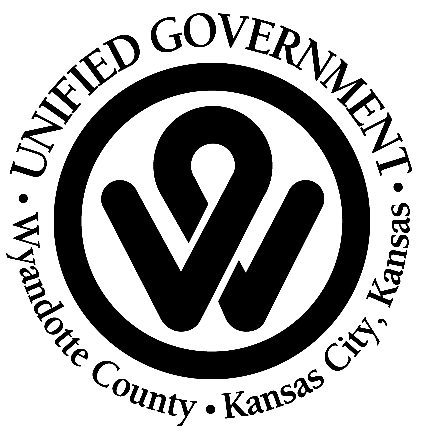 • UNIFIED GOVERNMENT •
Wyandotte County • Kansas City, Kansas